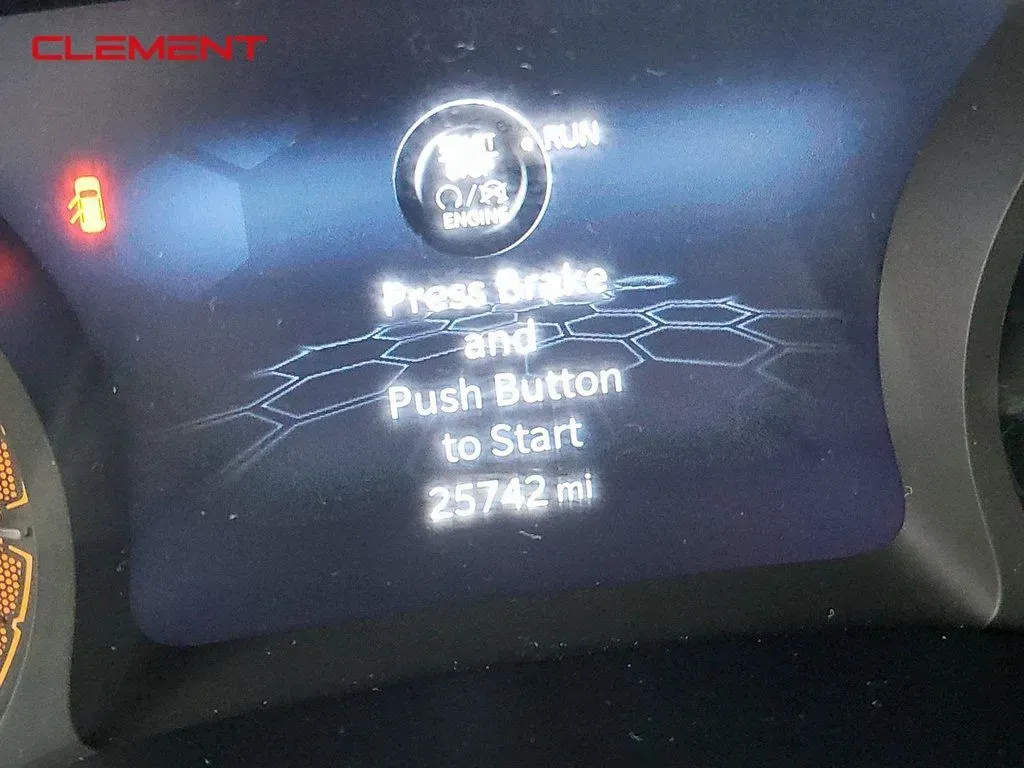 CLEMENT
RUN
ENGINE
Press Brake
and
Push Button
to Start
25742 mi